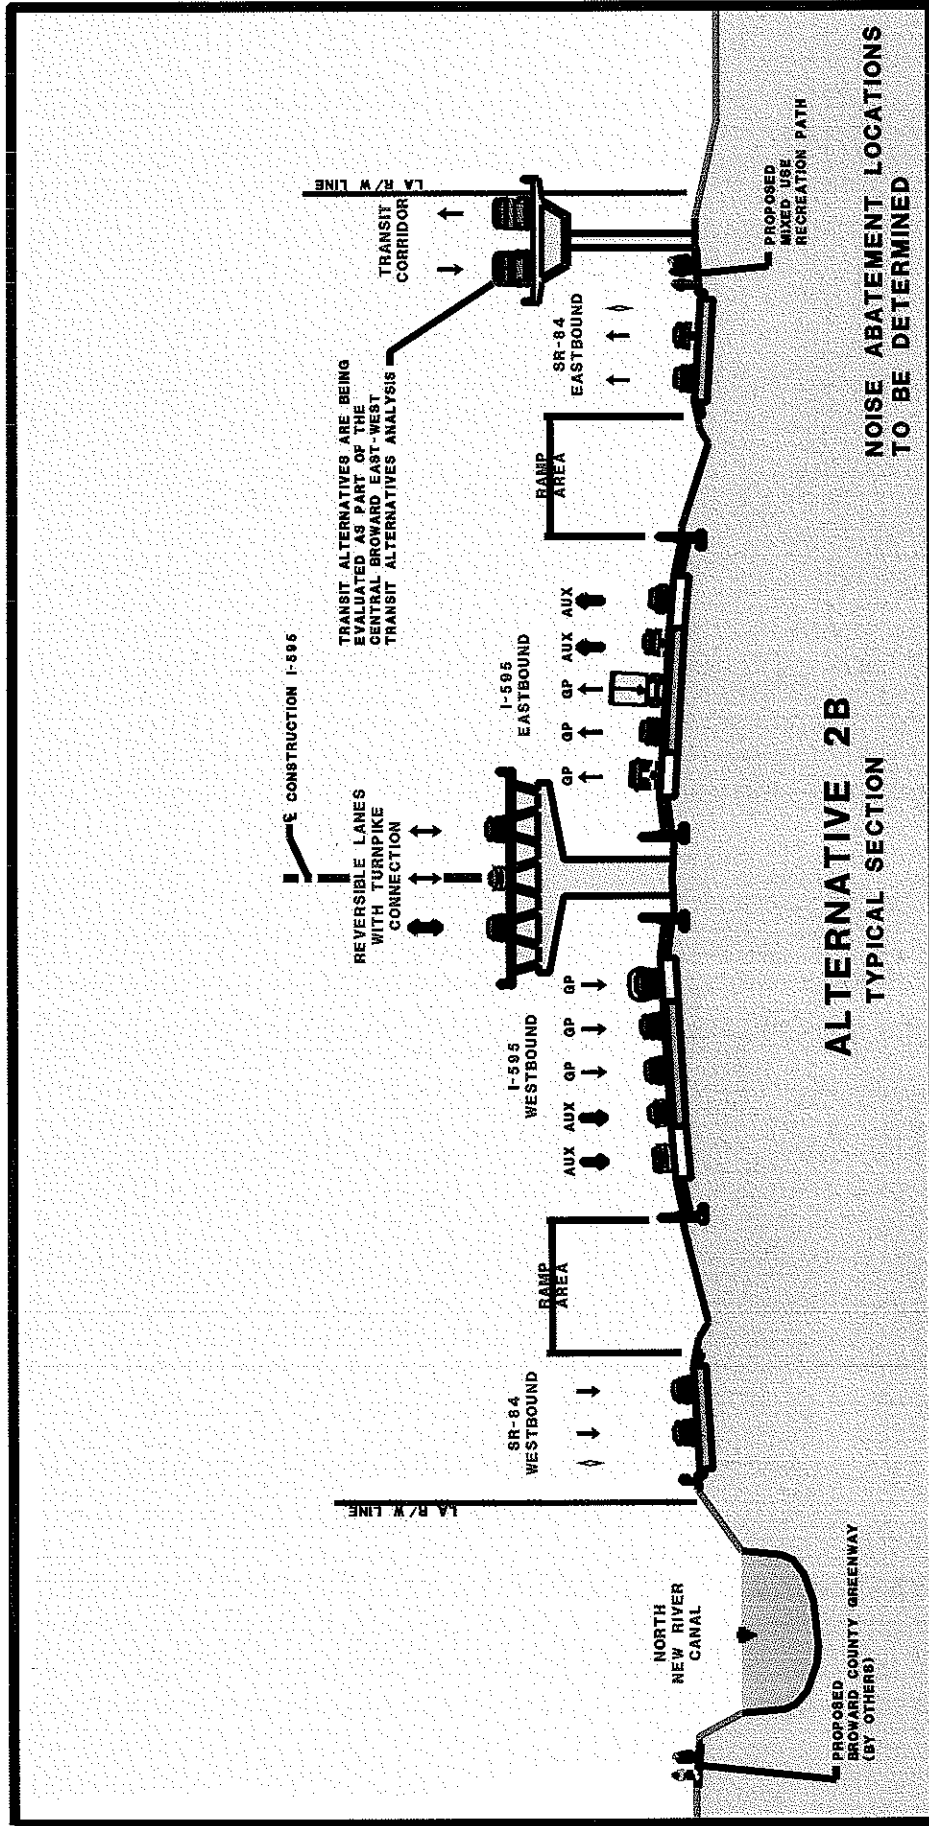 ℄ CONSTRUCTION I-595
TRANSIT ALTERNATIVES ARE BEING
EVALUATED AS PART OF THE
CENTRAL BROWARD EAST-WEST
TRANSIT ALTERNATIVES ANALYSIS
LA R/W LINE
LA R/W LINE
REVERSIBLE LANES
WITH TURNPIKE
CONNECTION
TRANSIT
CORRIDOR
SR-84
WESTBOUND
RAMP
AREA
I-595
WESTBOUND
AUX
AUX
GP
GP
GP
I-595
EASTBOUND
GP
GP
GP
AUX
AUX
RAMP
AREA
SR-84
EASTBOUND
NORTH
NEW RIVER
CANAL
PROPOSED
BROWARD COUNTY GREENWAY
(BY OTHERS)
PROPOSED
MIXED USE
RECREATION PATH
ALTERNATIVE 2B
TYPICAL SECTION
NOISE ABATEMENT LOCATIONS
TO BE DETERMINED